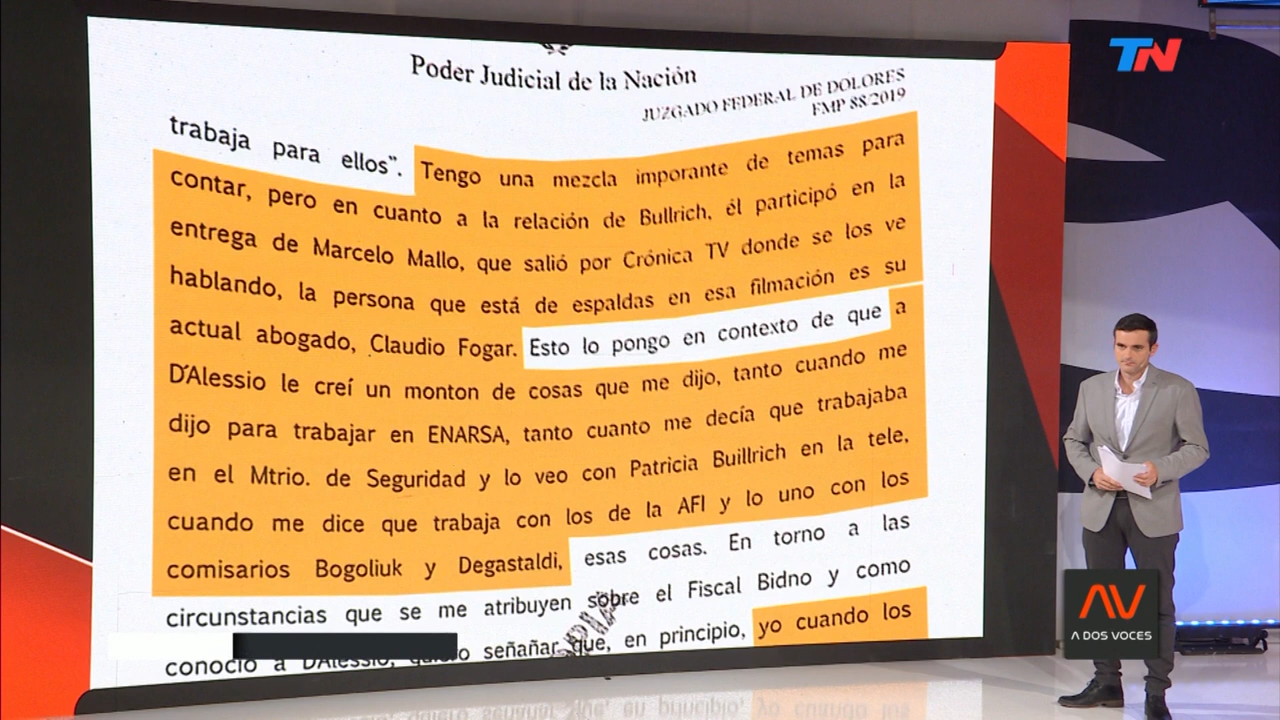 TN
Poder Judicial de la Nación
JUZGADO FEDERAL DE DOLORES
FMP 88/2019
trabaja para ellos”. Tengo una mezcla imporante de temas para
contar, pero en cuanto a la relación de Bullrich, él participó en la
entrega de Marcelo Mallo, que salió por Crónica TV donde se los ve
hablando, la persona que está de espaldas en esa filmación es su
actual abogado, Claudio Fogar. Esto lo pongo en contexto de que a
D'Alessio le creí un monton de cosas que me dijo, tanto cuando me
dijo para trabajar en ENARSA, tanto cuanto me decía que trabajaba
en el Mtrio. de Seguridad y lo veo con Patricia Buillrich en la tele,
cuando me dice que trabaja con los de la AFI y lo uno con los
comisarios Bogoliuk y Degastaldi, esas cosas. En torno a las
circunstancias que se me atribuyen sobre el Fiscal Bidno y como
conocio a DAlessio, señañar que, en principio, yo cuando los
AV
A DOS VOCES